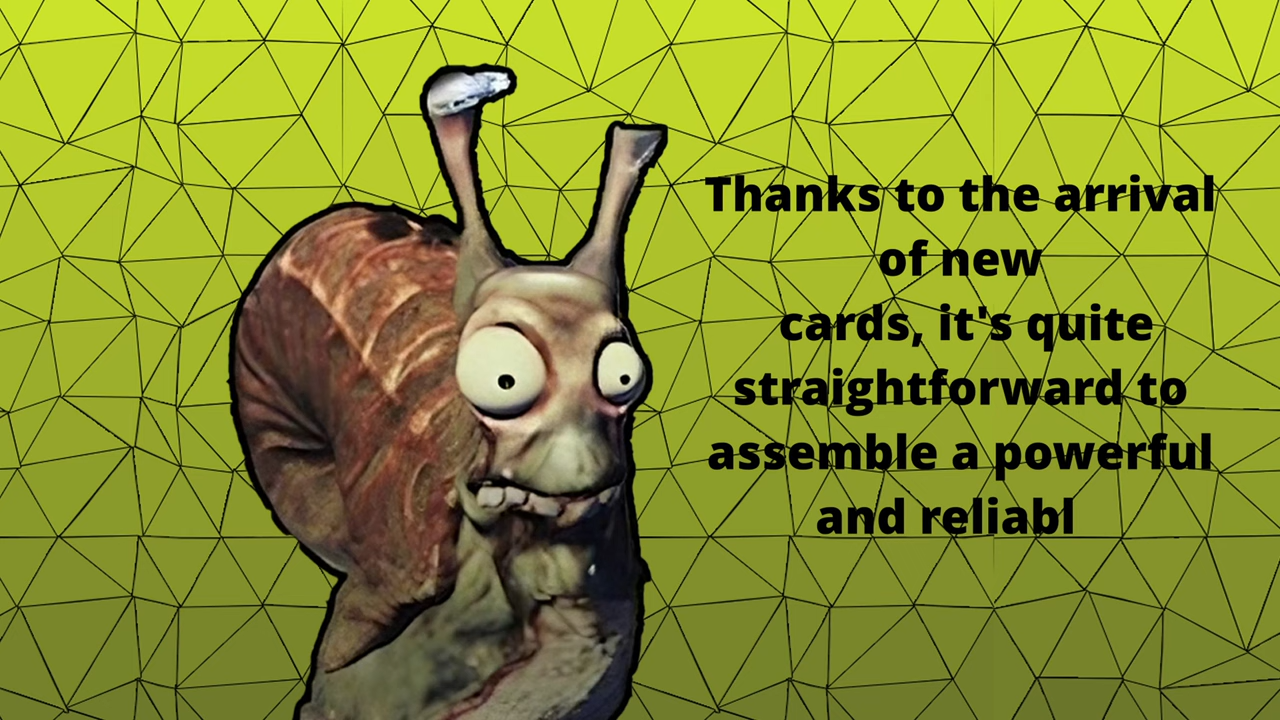 Thanks to the arrival
of new
cards, it's quite
straightforward to
assemble a powerful
and reliabl